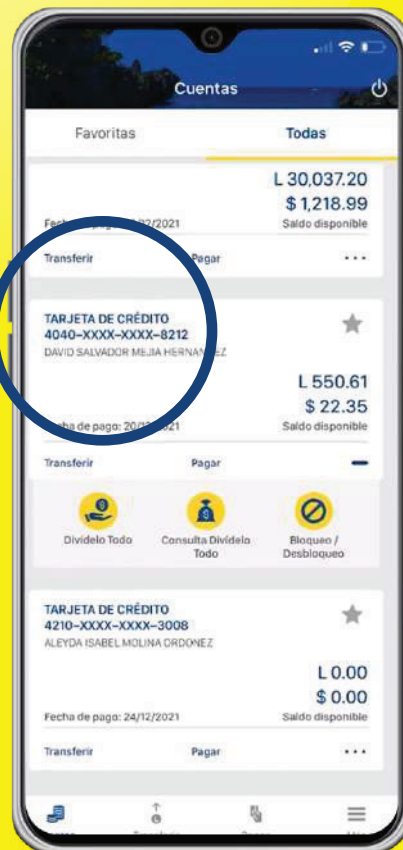 Cuentas
Favoritas Todas
L 30,037.20
$ 1,218.99
/2021 Saldo disponible
Transferir Pagar ...
TARJETA DE CRÉDITO
4040-XXXX-XXXX-8212
DAVID SALVADOR MEJIA
L 550.61
$ 22.35
de pago: Saldo disponible
Transferir Pagar
Divídelo Todo Consulta Divídelo Bloqueo /
Todo Desbloqueo
TARJETA DE CRÉDITO
4210-XXXX-XXXX-3008
ALEYDA ISABEL MOLINA ORDONEZ
L 0.00
$ 0.00
Fecha de pago: 24/12/2021 Saldo disponible
Transferir Pagar ...